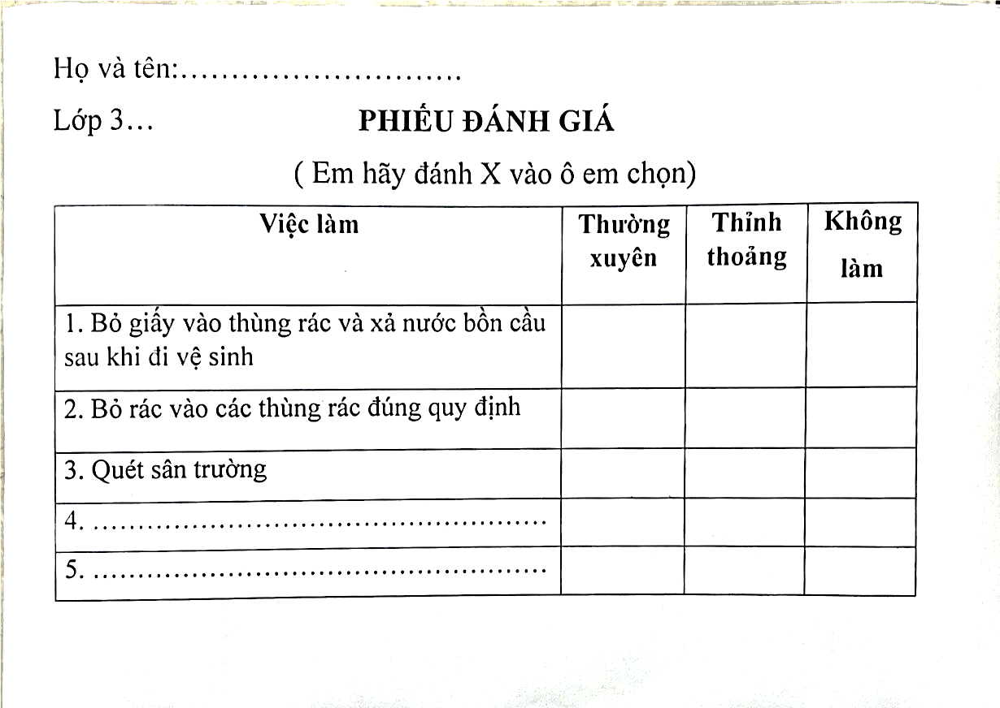 Họ và tên:.............................
Lớp 3... PHIẾU ĐÁNH GIÁ
( Em hãy đánh X vào ô em chọn)
Việc làm Thường xuyên Thỉnh thoảng Không làm
1. Bỏ giấy vào thùng rác và xả nước bồn cầu
sau khi đi vệ sinh
2. Bỏ rác vào các thùng rác đúng quy định
3. Quét sân trường
4. ..................................................
5. ..................................................